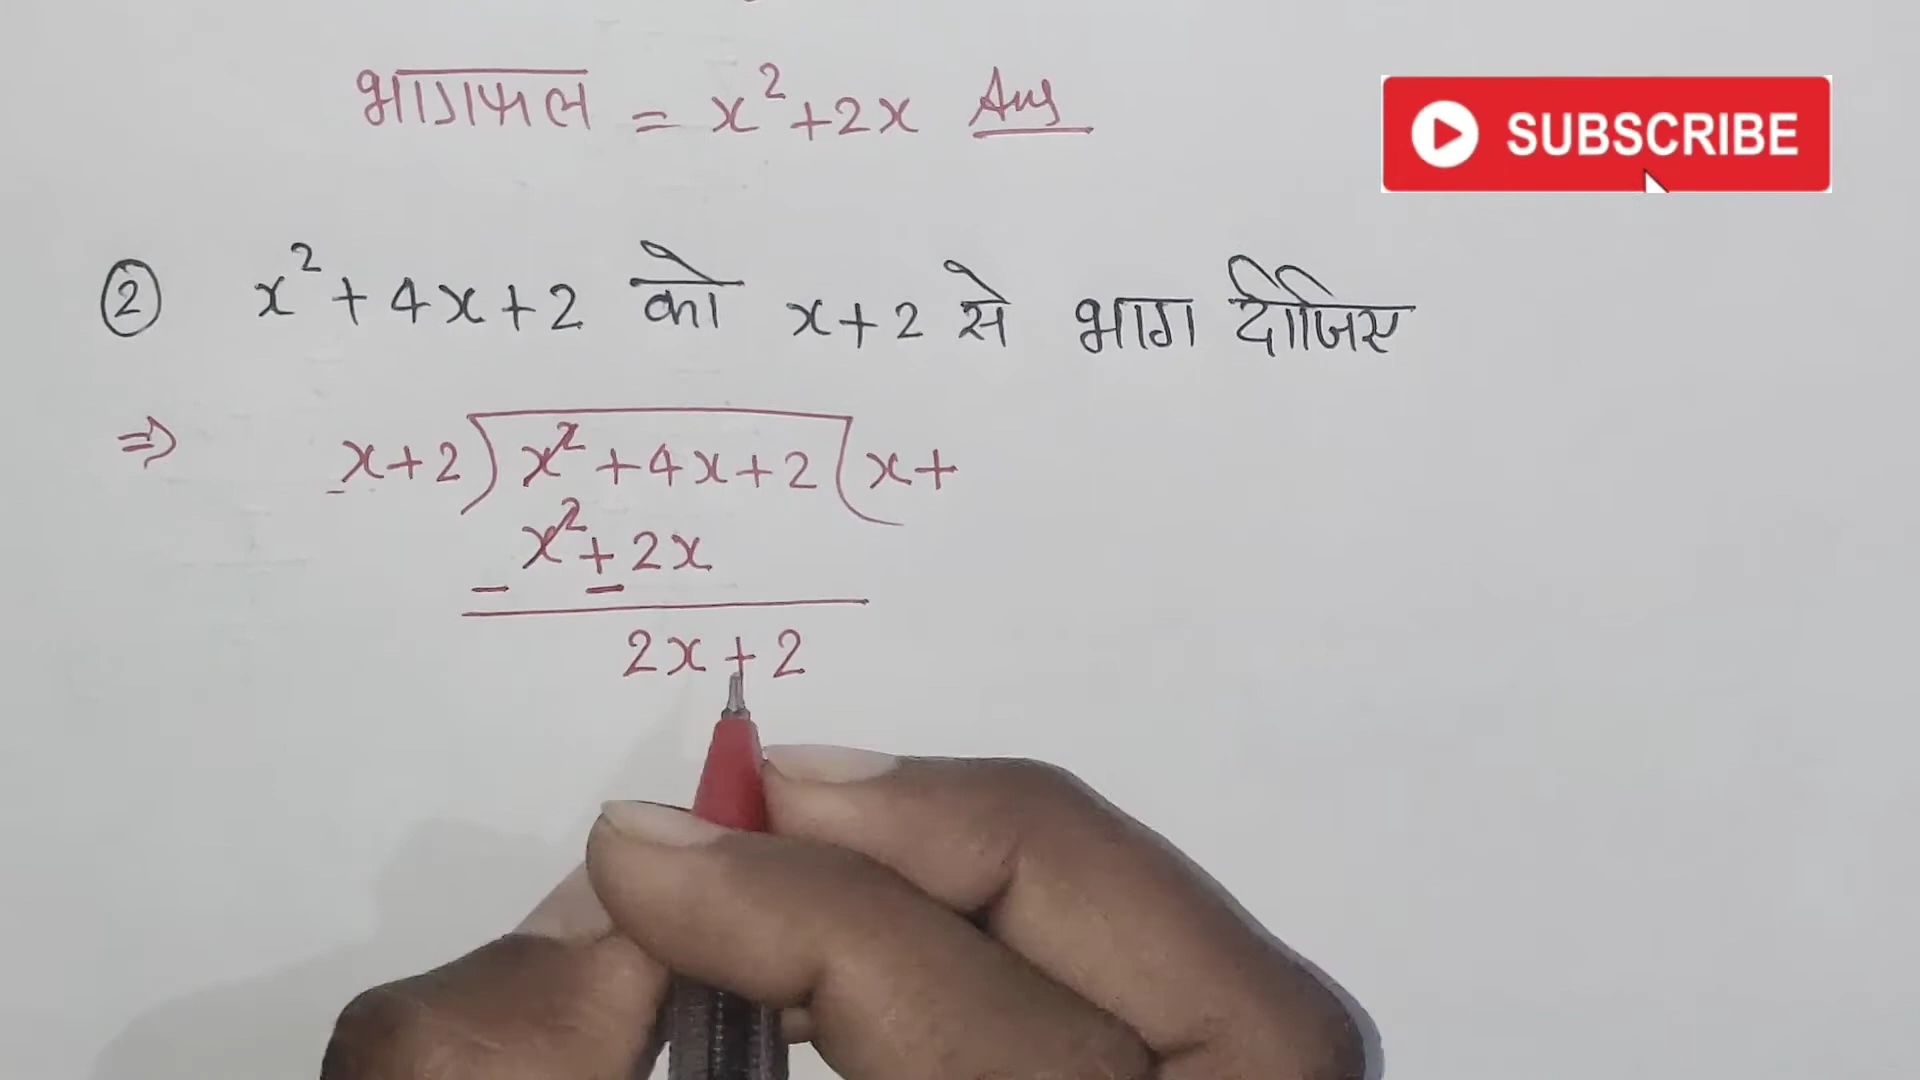 भागफल = x²+2x Ans
SUBSCRIBE
② x²+4x+2 को x+2 से भाग दीजिए
⇒ x+2) x²+4x+2 (x+
x²+2x
− −
2x+2